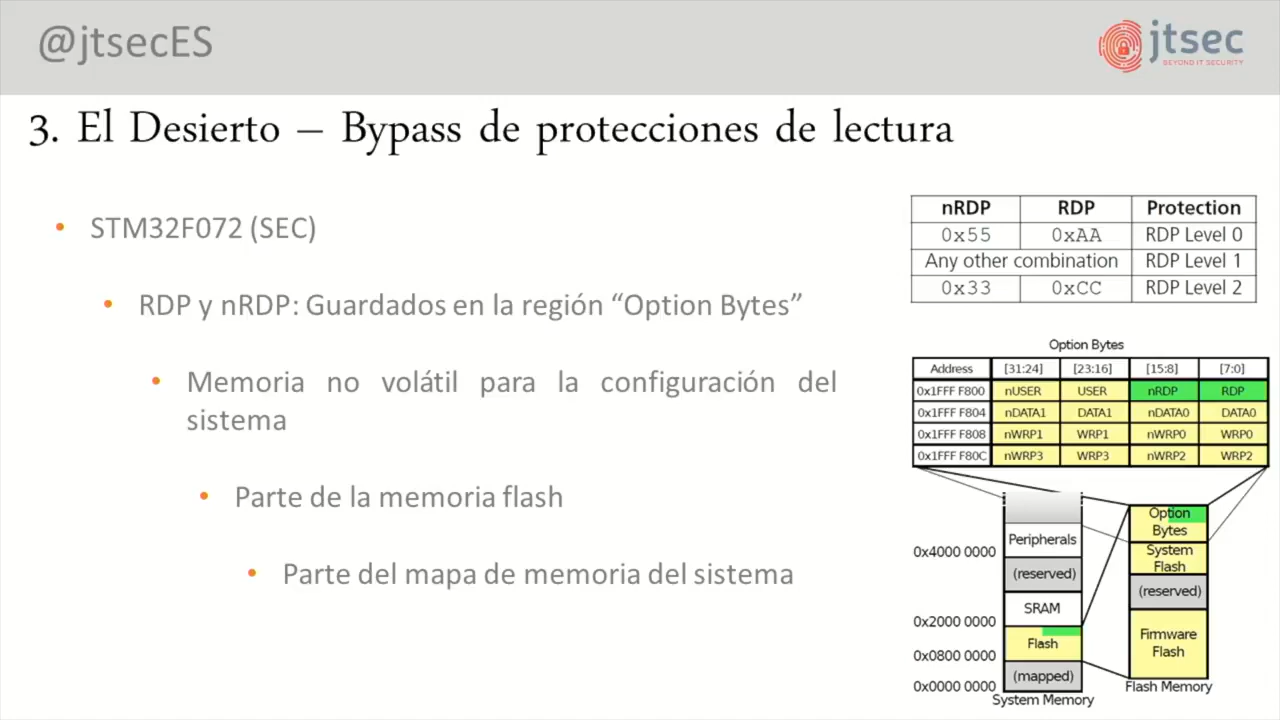 @jtsecES
jtsec
BEYOND IT SECURITY
3. El Desierto – Bypass de protecciones de lectura
• STM32F072 (SEC)
• RDP y nRDP: Guardados en la región “Option Bytes”
• Memoria no volátil para la configuración del
sistema
• Parte de la memoria flash
• Parte del mapa de memoria del sistema
nRDP RDP Protection
0x55 0xAA RDP Level 0
Any other combination RDP Level 1
0x33 0xCC RDP Level 2
Option Bytes
Address [31:24] [23:16] [15:8] [7:0]
0x1FFF F800 nUSER USER nRDP RDP
0x1FFF F804 nDATA1 DATA1 nDATA0 DATA0
0x1FFF F808 nWRP1 WRP1 nWRP0 WRP0
0x1FFF F80C nWRP3 WRP3 nWRP2 WRP2
Peripherals
0x4000 0000
(reserved)
SRAM
0x2000 0000
Flash
0x0800 0000
(mapped)
0x0000 0000
System Memory
Option
Bytes
System
Flash
(reserved)
Firmware
Flash
Flash Memory